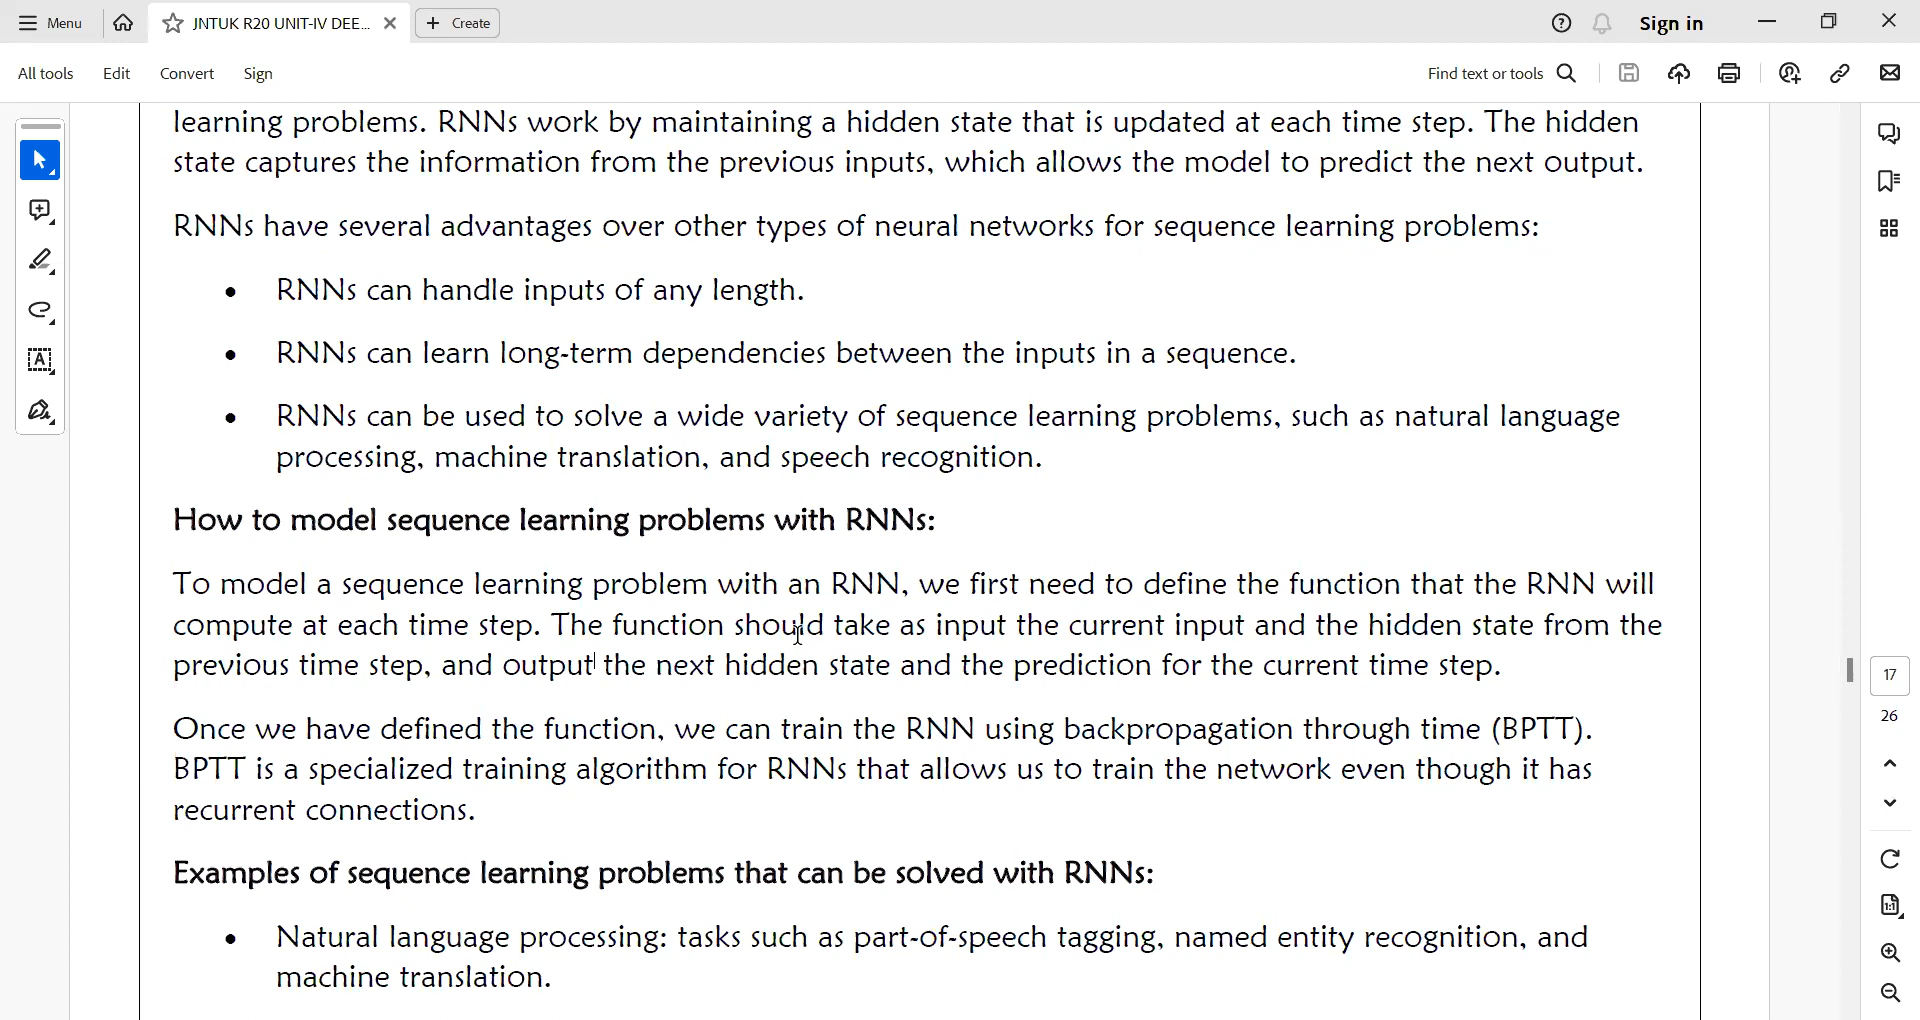 Menu
JNTUK R20 UNIT-IV DEE...
Create
Sign in
All tools
Edit
Convert
Sign
Find text or tools
learning problems. RNNs work by maintaining a hidden state that is updated at each time step. The hidden
state captures the information from the previous inputs, which allows the model to predict the next output.
RNNs have several advantages over other types of neural networks for sequence learning problems:
• RNNs can handle inputs of any length.
• RNNs can learn long-term dependencies between the inputs in a sequence.
• RNNs can be used to solve a wide variety of sequence learning problems, such as natural language
processing, machine translation, and speech recognition.
How to model sequence learning problems with RNNs:
To model a sequence learning problem with an RNN, we first need to define the function that the RNN will
compute at each time step. The function should take as input the current input and the hidden state from the
previous time step, and output the next hidden state and the prediction for the current time step.
Once we have defined the function, we can train the RNN using backpropagation through time (BPTT).
BPTT is a specialized training algorithm for RNNs that allows us to train the network even though it has
recurrent connections.
Examples of sequence learning problems that can be solved with RNNs:
• Natural language processing: tasks such as part-of-speech tagging, named entity recognition, and
machine translation.
17
26